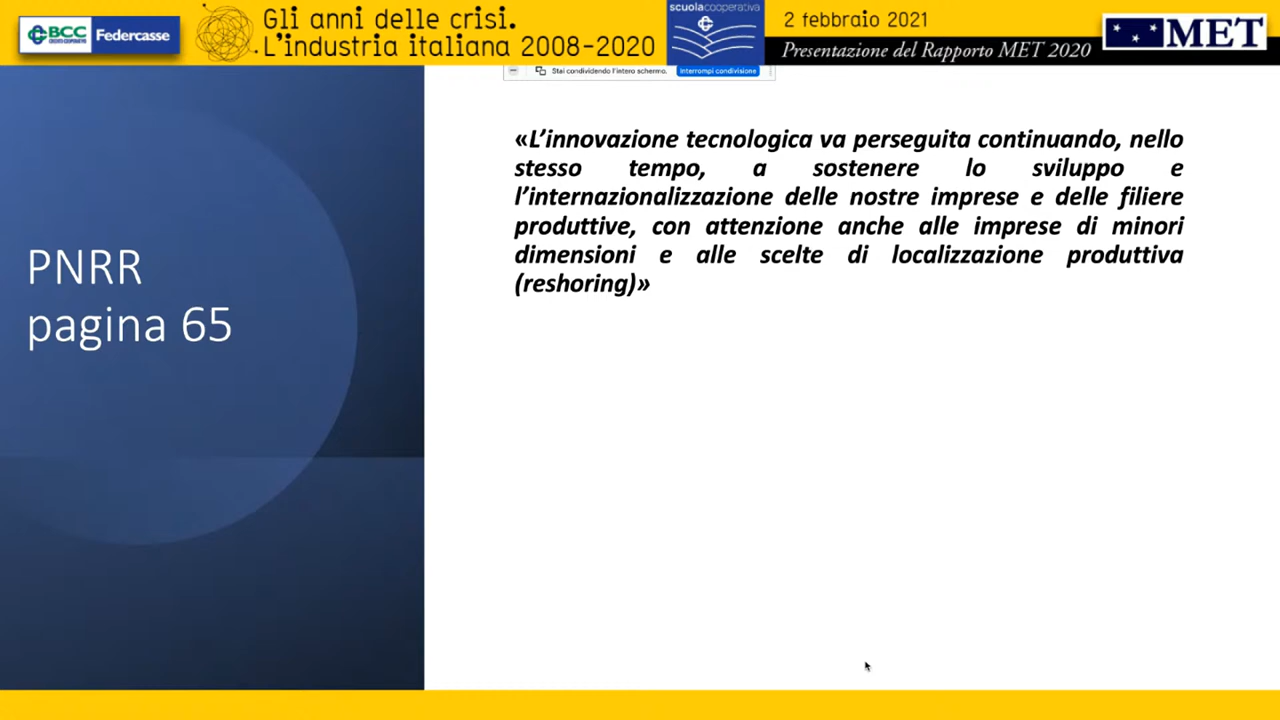 BCC
CREDITO COOPERATIVO
Federcasse
Gli anni delle crisi.
L'industria italiana 2008-2020
scuolacooperativa
2 febbraio 2021
Presentazione del Rapporto MET 2020
MET
Stai condividendo l'intero schermo.
Interrompi condivisione
PNRR
pagina 65
«L'innovazione tecnologica va perseguita continuando, nello
stesso tempo, a sostenere lo sviluppo e
l'internazionalizzazione delle nostre imprese e delle filiere
produttive, con attenzione anche alle imprese di minori
dimensioni e alle scelte di localizzazione produttiva
(reshoring)»